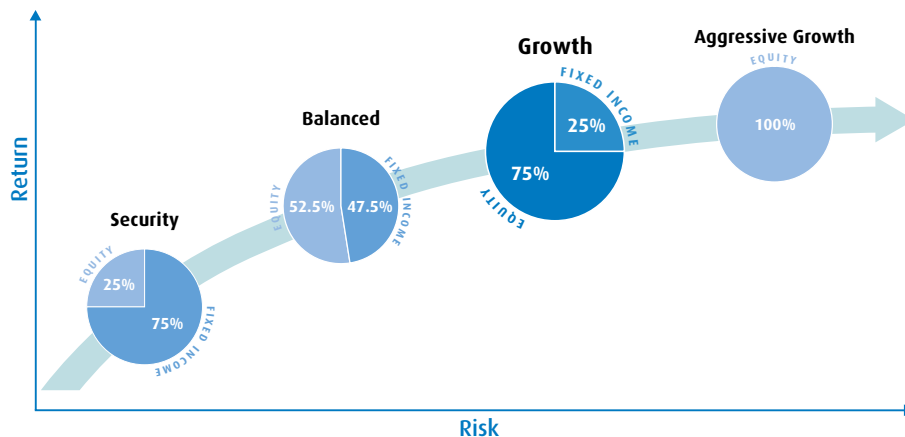 Return
Security
EQUITY
25%
75%
FIXED INCOME
Balanced
EQUITY
52.5%
47.5%
FIXED INCOME
Growth
FIXED INCOME
25%
75%
EQUITY
Aggressive Growth
EQUITY
100%
Risk